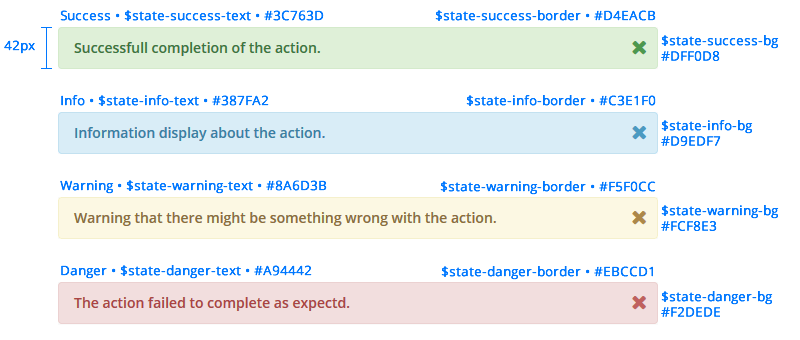 Success • $state-success-text • #3C763D $state-success-border • #D4EACB
42px
Successfull completion of the action.
$state-success-bg
#DFF0D8
Info • $state-info-text • #387FA2 $state-info-border • #C3E1F0
Information display about the action.
$state-info-bg
#D9EDF7
Warning • $state-warning-text • #8A6D3B $state-warning-border • #F5F0CC
Warning that there might be something wrong with the action.
$state-warning-bg
#FCF8E3
Danger • $state-danger-text • #A94442 $state-danger-border • #EBCCD1
The action failed to complete as expectd.
$state-danger-bg
#F2DEDE